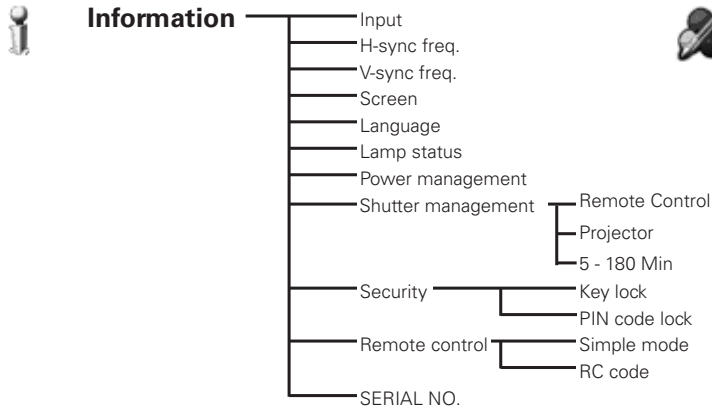 Information
Input
H-sync freq.
V-sync freq.
Screen
Language
Lamp status
Power management
Shutter management
Remote Control
Projector
5 - 180 Min
Security
Key lock
PIN code lock
Remote control
Simple mode
RC code
SERIAL NO.